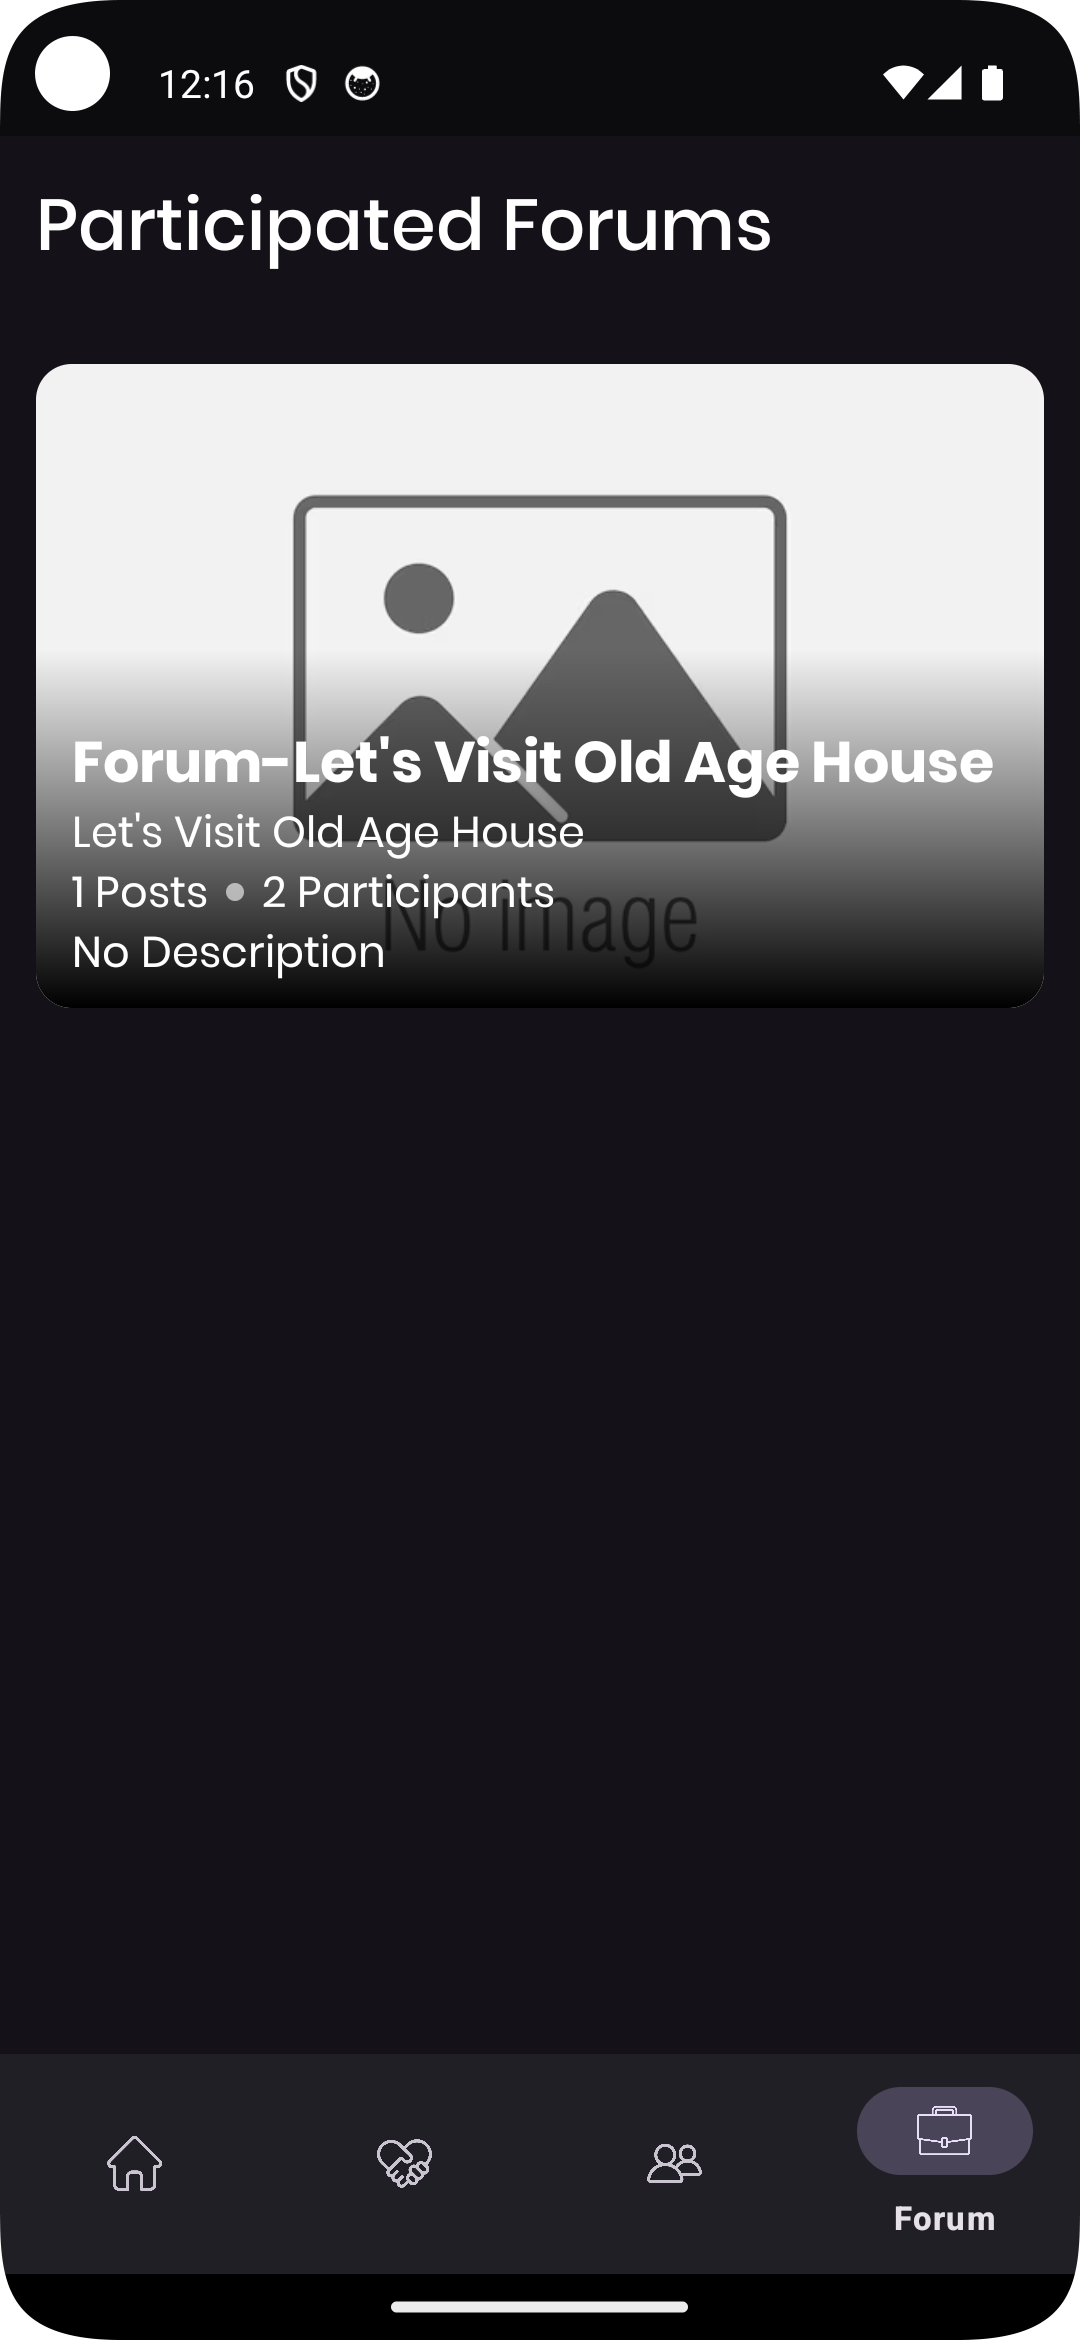 12:16
Participated Forums
Forum-Let's Visit Old Age House
Let's Visit Old Age House
1 Posts • 2 Participants
No Description
No Image
Forum